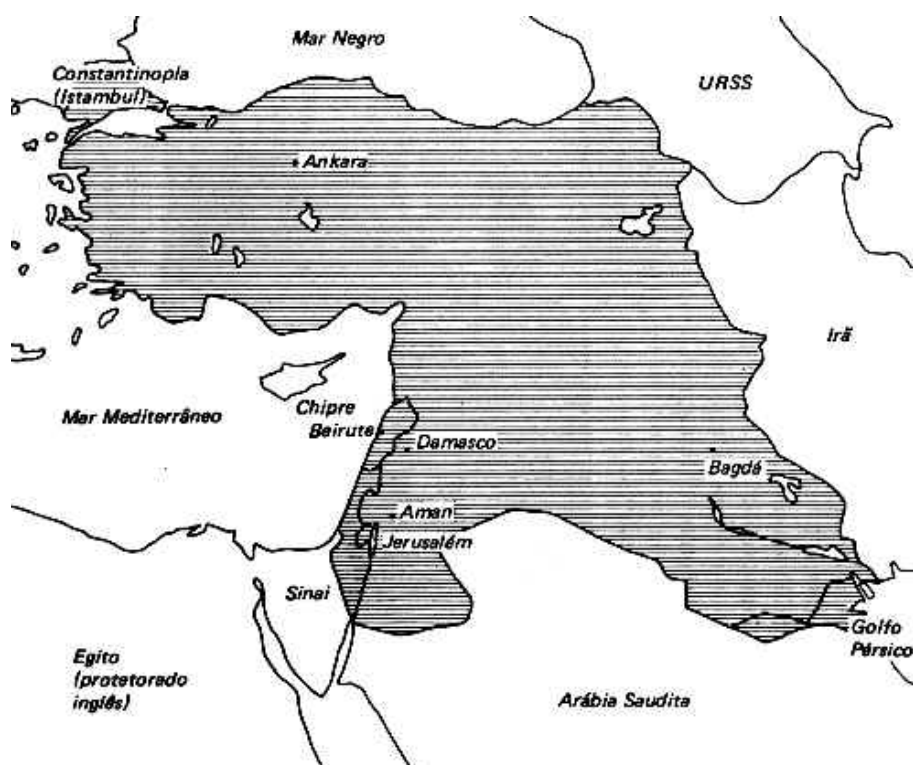 Mar Negro
Constantinopla
(Istambul)
URSS
Ankara
Irã
Mar Mediterrâneo
Chipre
Beirute
Damasco
Bagdá
Aman
Jerusalém
Sinai
Golfo
Pérsico
Egito
(protetorado
inglês)
Arábia Saudita